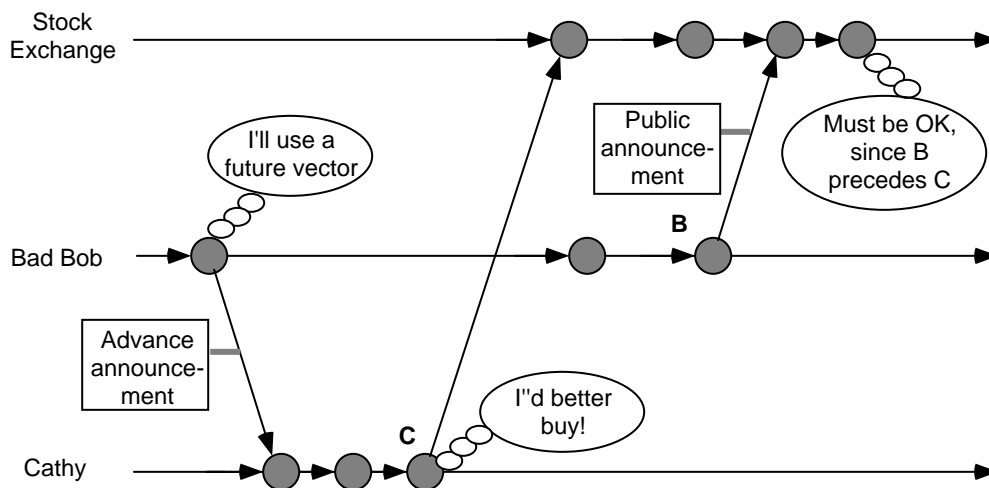 Stock
Exchange
I'll use a
future vector
Public
announce-
ment
Must be OK,
since B
precedes C
B
Bad Bob
Advance
announce-
ment
I"d better
buy!
C
Cathy